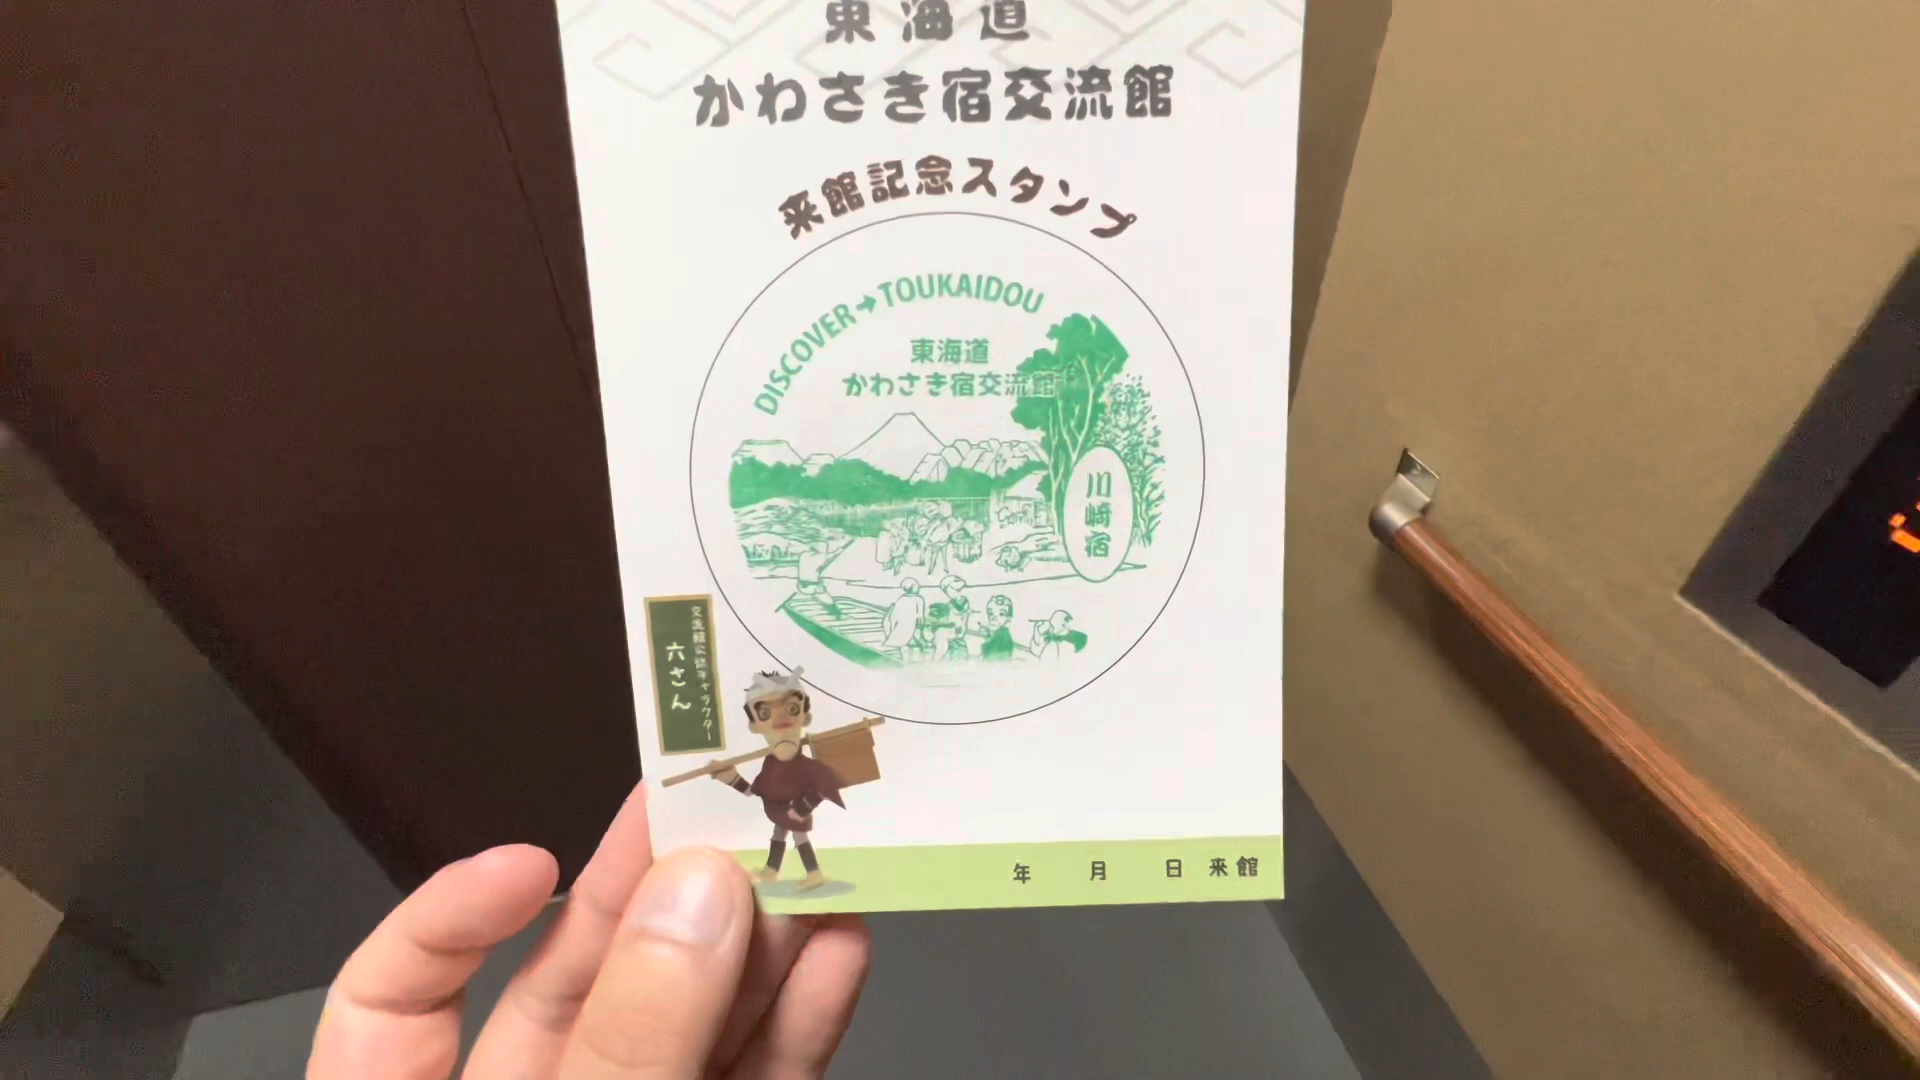 東海道
かわさき宿交流館
来館記念スタンプ
DISCOVER→TOUKAIDOU
東海道
かわさき宿交流館
川崎宿
交流館公認キャラクター
六さん
年 月 日 来館